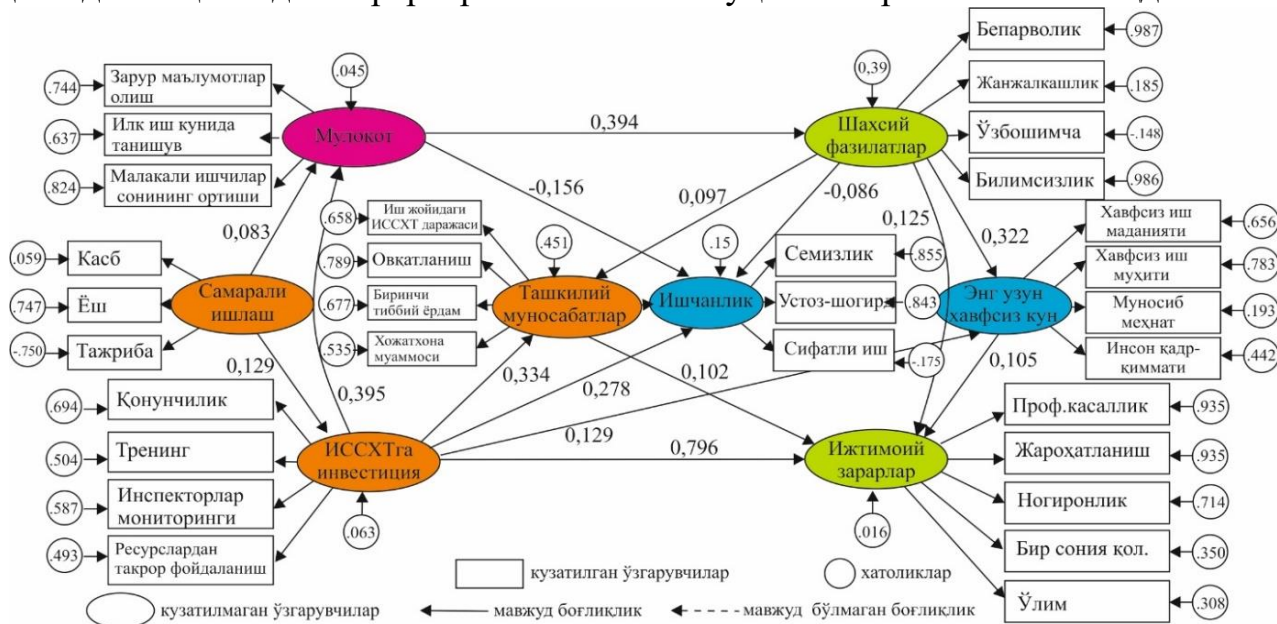 Бепарволик
.987
.045
0,39
Зарур маълумотлар
олиш
.744
Жанжалкашлик
.185
Мулоқот
0,394
Шахсий
фазилатлар
Илк иш кунида
танишув
.637
Ўзбошимча
-.148
Малакали ишчилар
сонининг ортиши
.824
-0,156
0,097
-0,086
Билимсизлик
.986
.658
Иш жойидаги
ИССХТ даражаси
0,125
Хавфсиз иш
маданияти
.656
0,083
.451
.15
0,322
.059
Касб
.789
Овқатланиш
Семизлик
.855
Хавфсиз иш
муҳити
.783
Самарали
ишлаш
Ташкилий
муносабатлар
Ишчанлик
Энг узун
хавфсиз кун
.747
Ёш
.677
Биринчи
тиббий ёрдам
Устоз-шогирд
.843
Муносиб
меҳнат
.193
-.750
Тажриба
.535
Хожатхона
муаммоси
Сифатли иш
-.175
Инсон қадр-
қиммати
.442
0,129
0,395
0,334
0,278
0,102
0,105
.694
Қонунчилик
0,129
Проф.касаллик
.935
.504
Тренинг
ИССХТга
инвестиция
0,796
Ижтимоий
зарарлар
Жароҳатланиш
.935
.587
Инспекторлар
мониторинги
Ногиронлик
.714
.063
.016
.493
Ресурслардан
такрор фойдаланиш
Бир сония қол.
.350
кузатилган ўзгарувчилар
хатоликлар
Ўлим
.308
кузатилмаган ўзгарувчилар
мавжуд боғлиқлик
мавжуд бўлмаган боғлиқлик